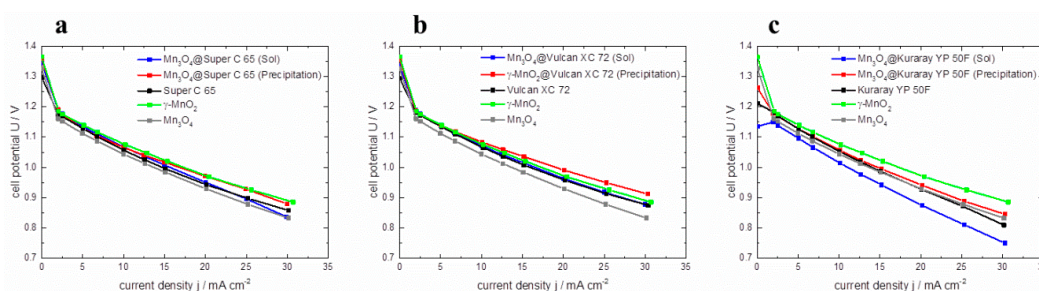 a
1.4
1.3
1.2
1.1
1.0
0.9
0.8
0.7
cell potential U / V
0 5 10 15 20 25 30 35
current density j / mA cm⁻²
Mn₃O₄@Super C 65 (Sol)
Mn₃O₄@Super C 65 (Precipitation)
Super C 65
γ-MnO₂
Mn₃O₄
b
1.4
1.3
1.2
1.1
1.0
0.9
0.8
0.7
cell potential U / V
0 5 10 15 20 25 30 35
current density j / mA cm⁻²
Mn₃O₄@Vulcan XC 72 (Sol)
γ-MnO₂@Vulcan XC 72 (Precipitation)
Vulcan XC 72
γ-MnO₂
Mn₃O₄
c
1.4
1.3
1.2
1.1
1.0
0.9
0.8
0.7
cell potential U / V
0 5 10 15 20 25 30 35
current density j / mA cm⁻²
Mn₃O₄@Kuraray YP 50F (Sol)
Mn₃O₄@Kuraray YP 50F (Precipitation)
Kuraray YP 50F
γ-MnO₂
Mn₃O₄